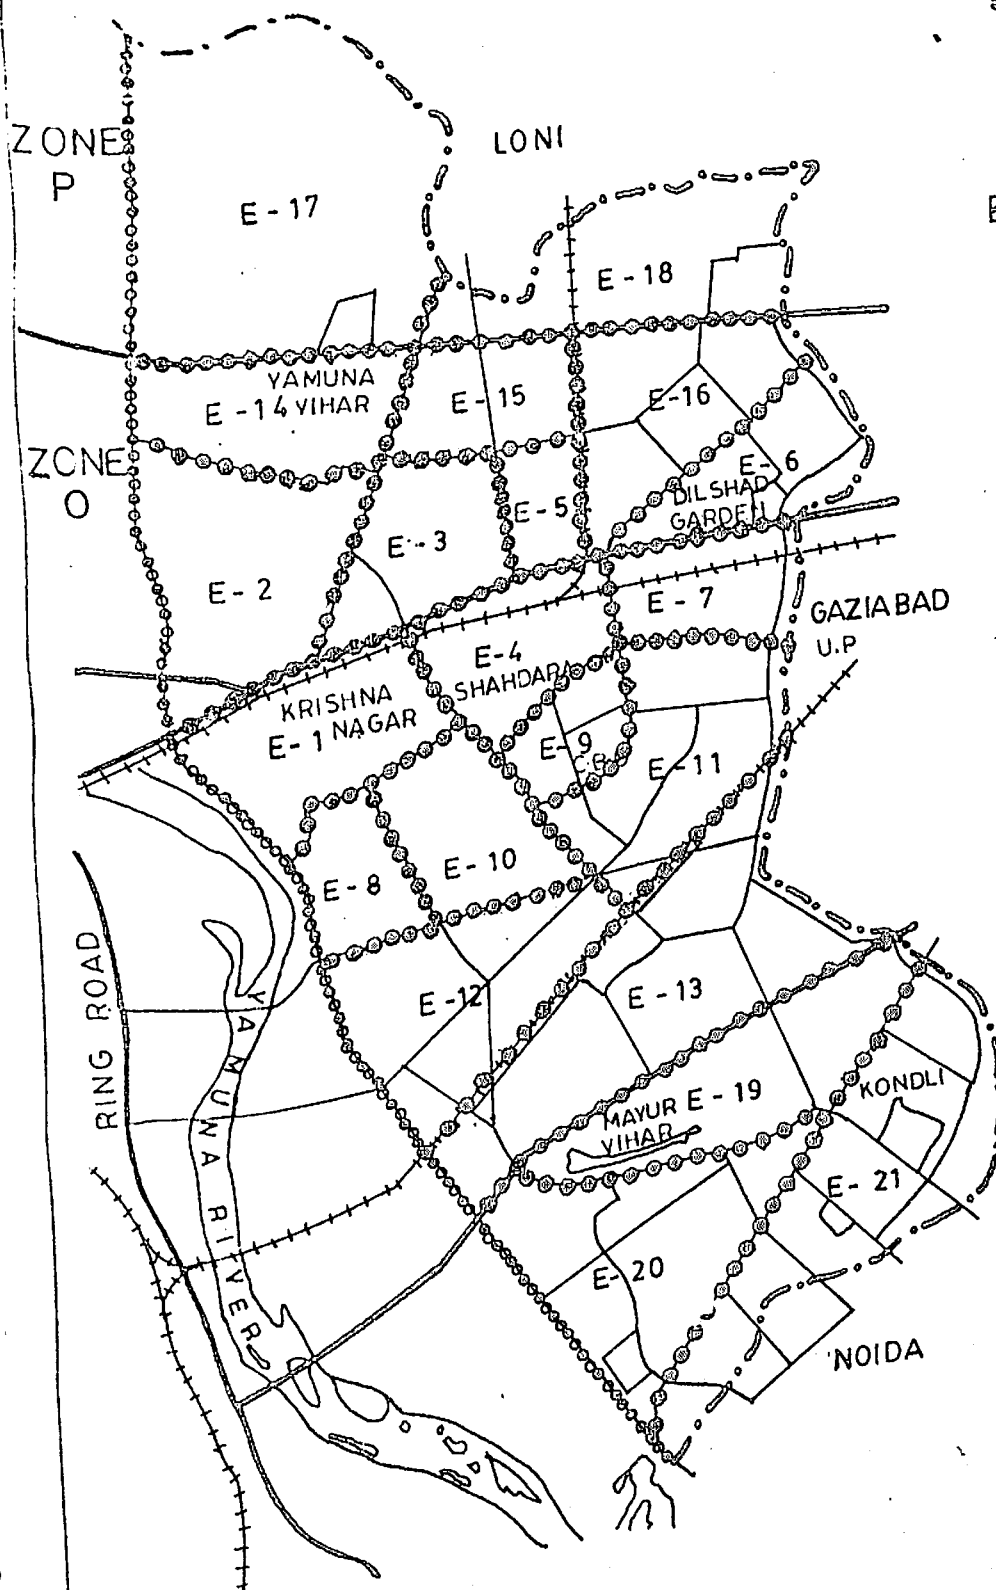 LONI
ZONE
P
E-17
E-18
YAMUNA
E-14 VIHAR
E-15
E-16
ZONE
O
E-6
DILSHAD
GARDEN
E-5
E-3
E-2
E-7
GAZIABAD
U.P
E-4
SHAHDARA
KRISHNA
NAGAR
E-1
E-9
C.B.
E-11
E-10
E-8
RING ROAD
YAMUNA RIVER
E-12
E-13
E-19
MAYUR
VIHAR
KONDLI
E-21
E-20
NOIDA